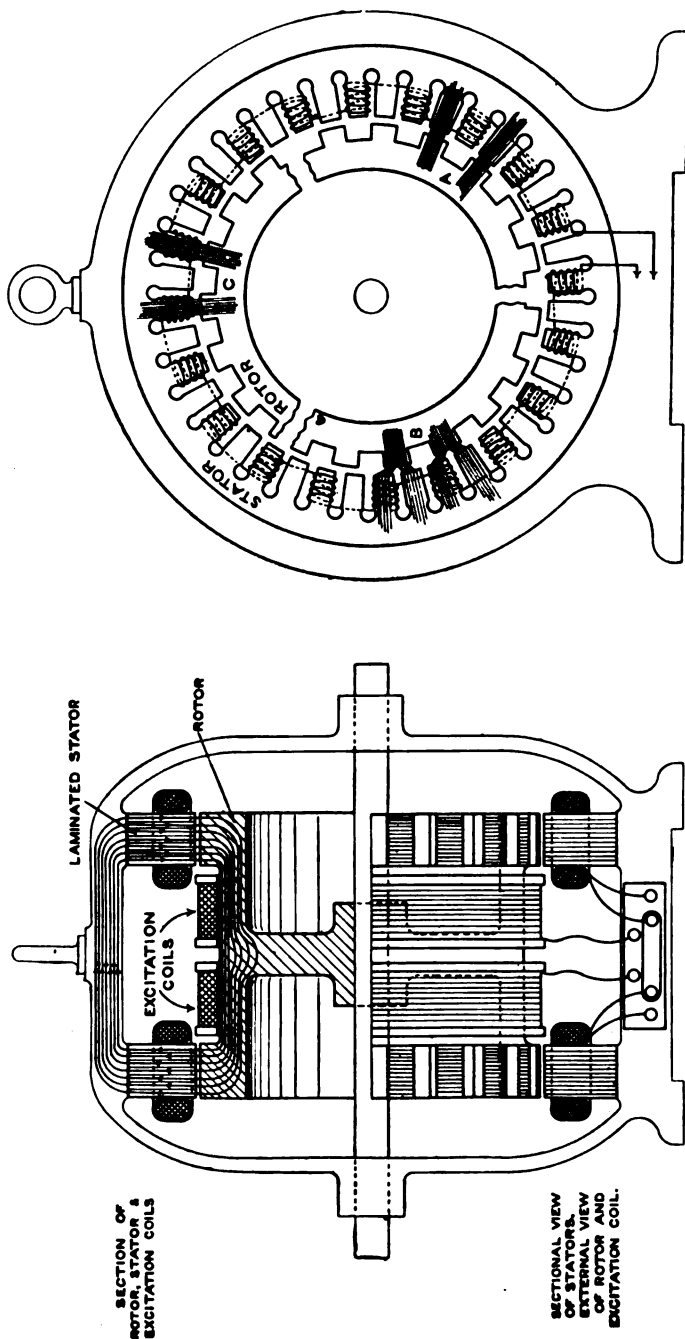 STATOR
ROTOR
A
B
C
LAMINATED STATOR
ROTOR
EXCITATION
COILS
SECTION OF
ROTOR, STATOR &
EXCITATION COILS
SECTIONAL VIEW
OF STATORS.
EXTERNAL VIEW
OF ROTOR AND
EXCITATION COIL.